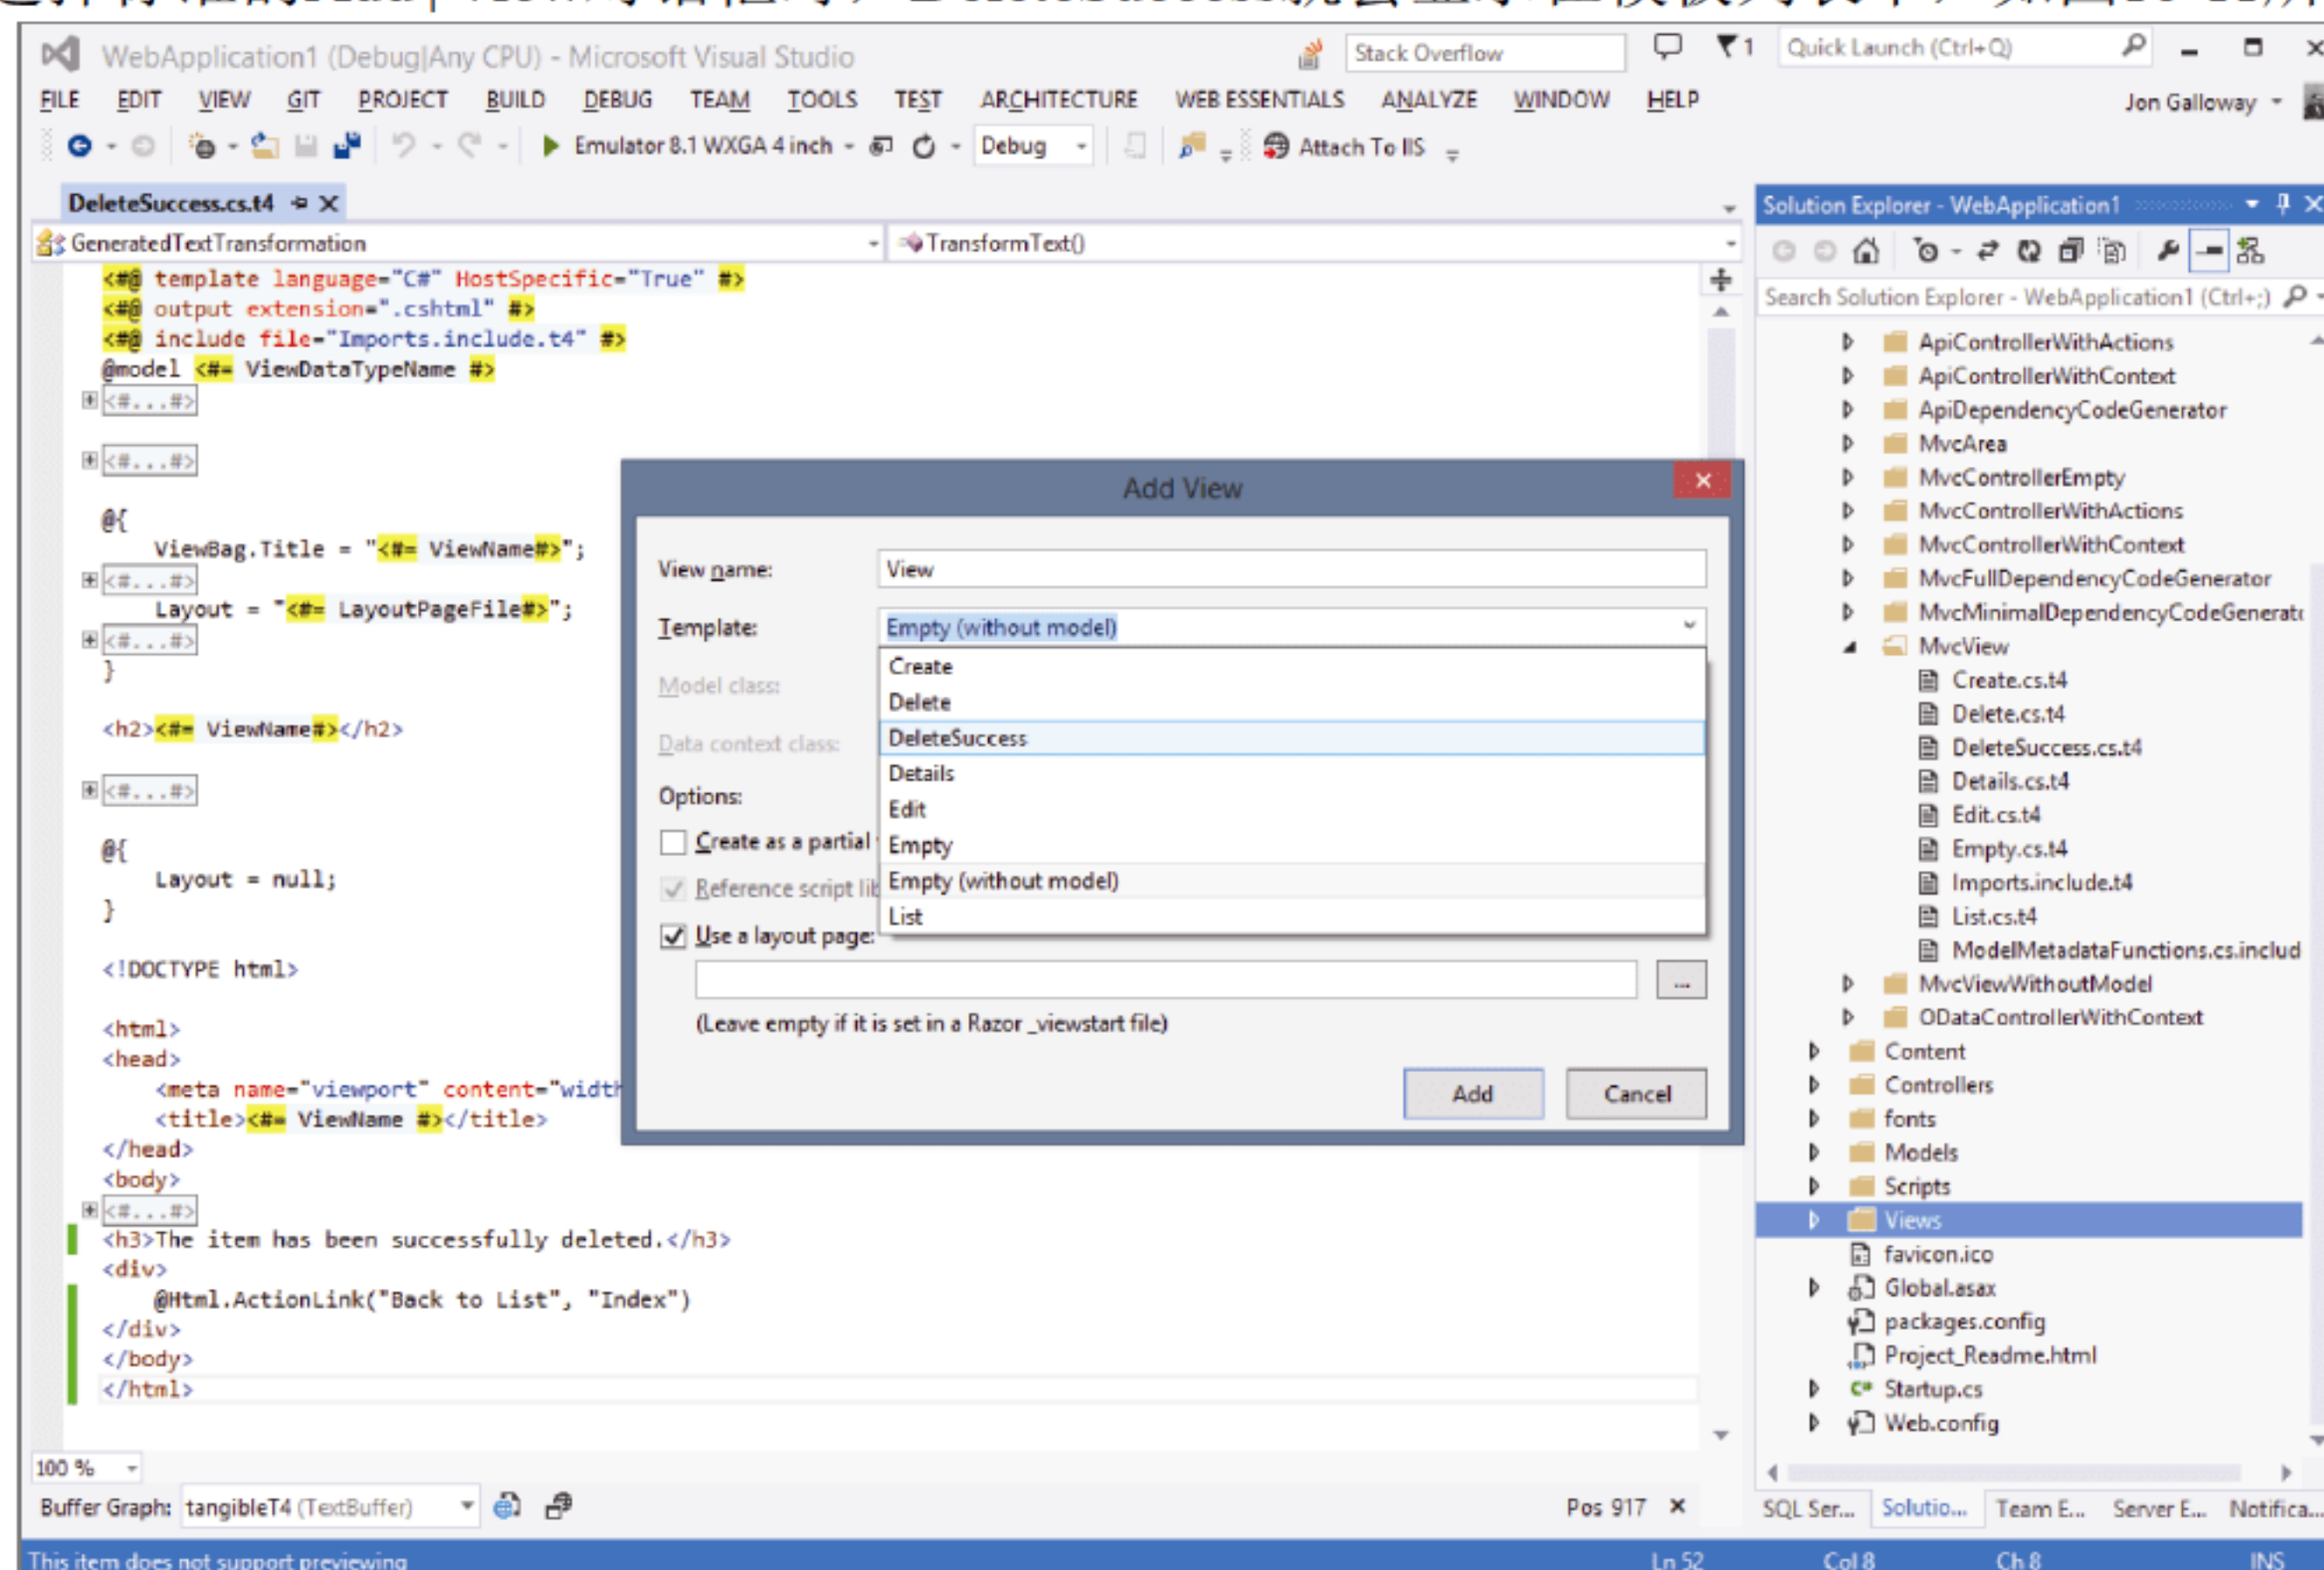 WebApplication1 (Debug|Any CPU) - Microsoft Visual Studio
Stack Overflow
1
Quick Launch (Ctrl+Q)
FILE EDIT VIEW GIT PROJECT BUILD DEBUG TEAM TOOLS TEST ARCHITECTURE WEB ESSENTIALS ANALYZE WINDOW HELP
Jon Galloway
Emulator 8.1 WXGA 4 inch
Debug
Attach To IIS
DeleteSuccess.cs.t4
GeneratedTextTransformation
TransformText()
<#@ template language="C#" HostSpecific="True" #>
<#@ output extension=".cshtml" #>
<#@ include file="Imports.include.t4" #>
@model <#= ViewDataTypeName #>
<#...#>
<#...#>
@{
ViewBag.Title = "<#= ViewName#>";
<#...#>
Layout = "<#= LayoutPageFile#>";
<#...#>
}
<h2><#= ViewName#></h2>
<#...#>
@{
Layout = null;
}
<!DOCTYPE html>
<html>
<head>
<meta name="viewport" content="width
<title><#= ViewName #></title>
</head>
<body>
<#...#>
<h3>The item has been successfully deleted.</h3>
<div>
@Html.ActionLink("Back to List", "Index")
</div>
</body>
</html>
Add View
View name:
View
Template:
Empty (without model)
Create
Delete
DeleteSuccess
Details
Edit
Empty
Empty (without model)
List
Model class:
Data context class:
Options:
Create as a partial
Reference script lib
Use a layout page:
...
(Leave empty if it is set in a Razor _viewstart file)
Add
Cancel
Solution Explorer - WebApplication1
Search Solution Explorer - WebApplication1 (Ctrl+;)
ApiControllerWithActions
ApiControllerWithContext
ApiDependencyCodeGenerator
MvcArea
MvcControllerEmpty
MvcControllerWithActions
MvcControllerWithContext
MvcFullDependencyCodeGenerator
MvcMinimalDependencyCodeGenerato
MvcView
Create.cs.t4
Delete.cs.t4
DeleteSuccess.cs.t4
Details.cs.t4
Edit.cs.t4
Empty.cs.t4
Imports.include.t4
List.cs.t4
ModelMetadataFunctions.cs.includ
MvcViewWithoutModel
ODataControllerWithContext
Content
Controllers
fonts
Models
Scripts
Views
favicon.ico
Global.asax
packages.config
Project_Readme.html
Startup.cs
Web.config
100 %
Buffer Graph: tangibleT4 (TextBuffer)
Pos 917
SQL Ser... Solutio... Team E... Server E... Notifica...
This item does not support previewing
Ln 52 Col 8 Ch 8 INS